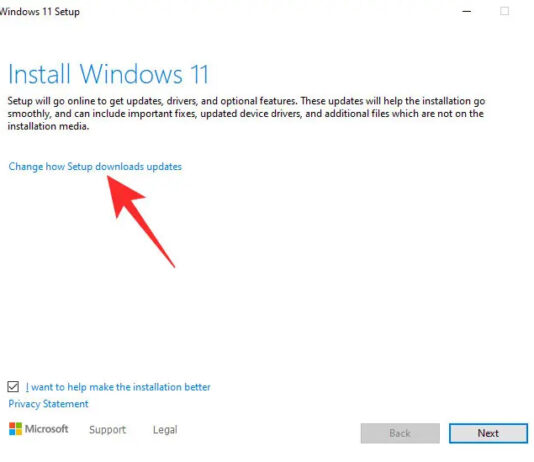 Windows 11 Setup
Install Windows 11
Setup will go online to get updates, drivers, and optional features. These updates will help the installation go
smoothly, and can include important fixes, updated device drivers, and additional files which are not on the
installation media.
Change how Setup downloads updates
I want to help make the installation better
Privacy Statement
Microsoft Support Legal
Back Next